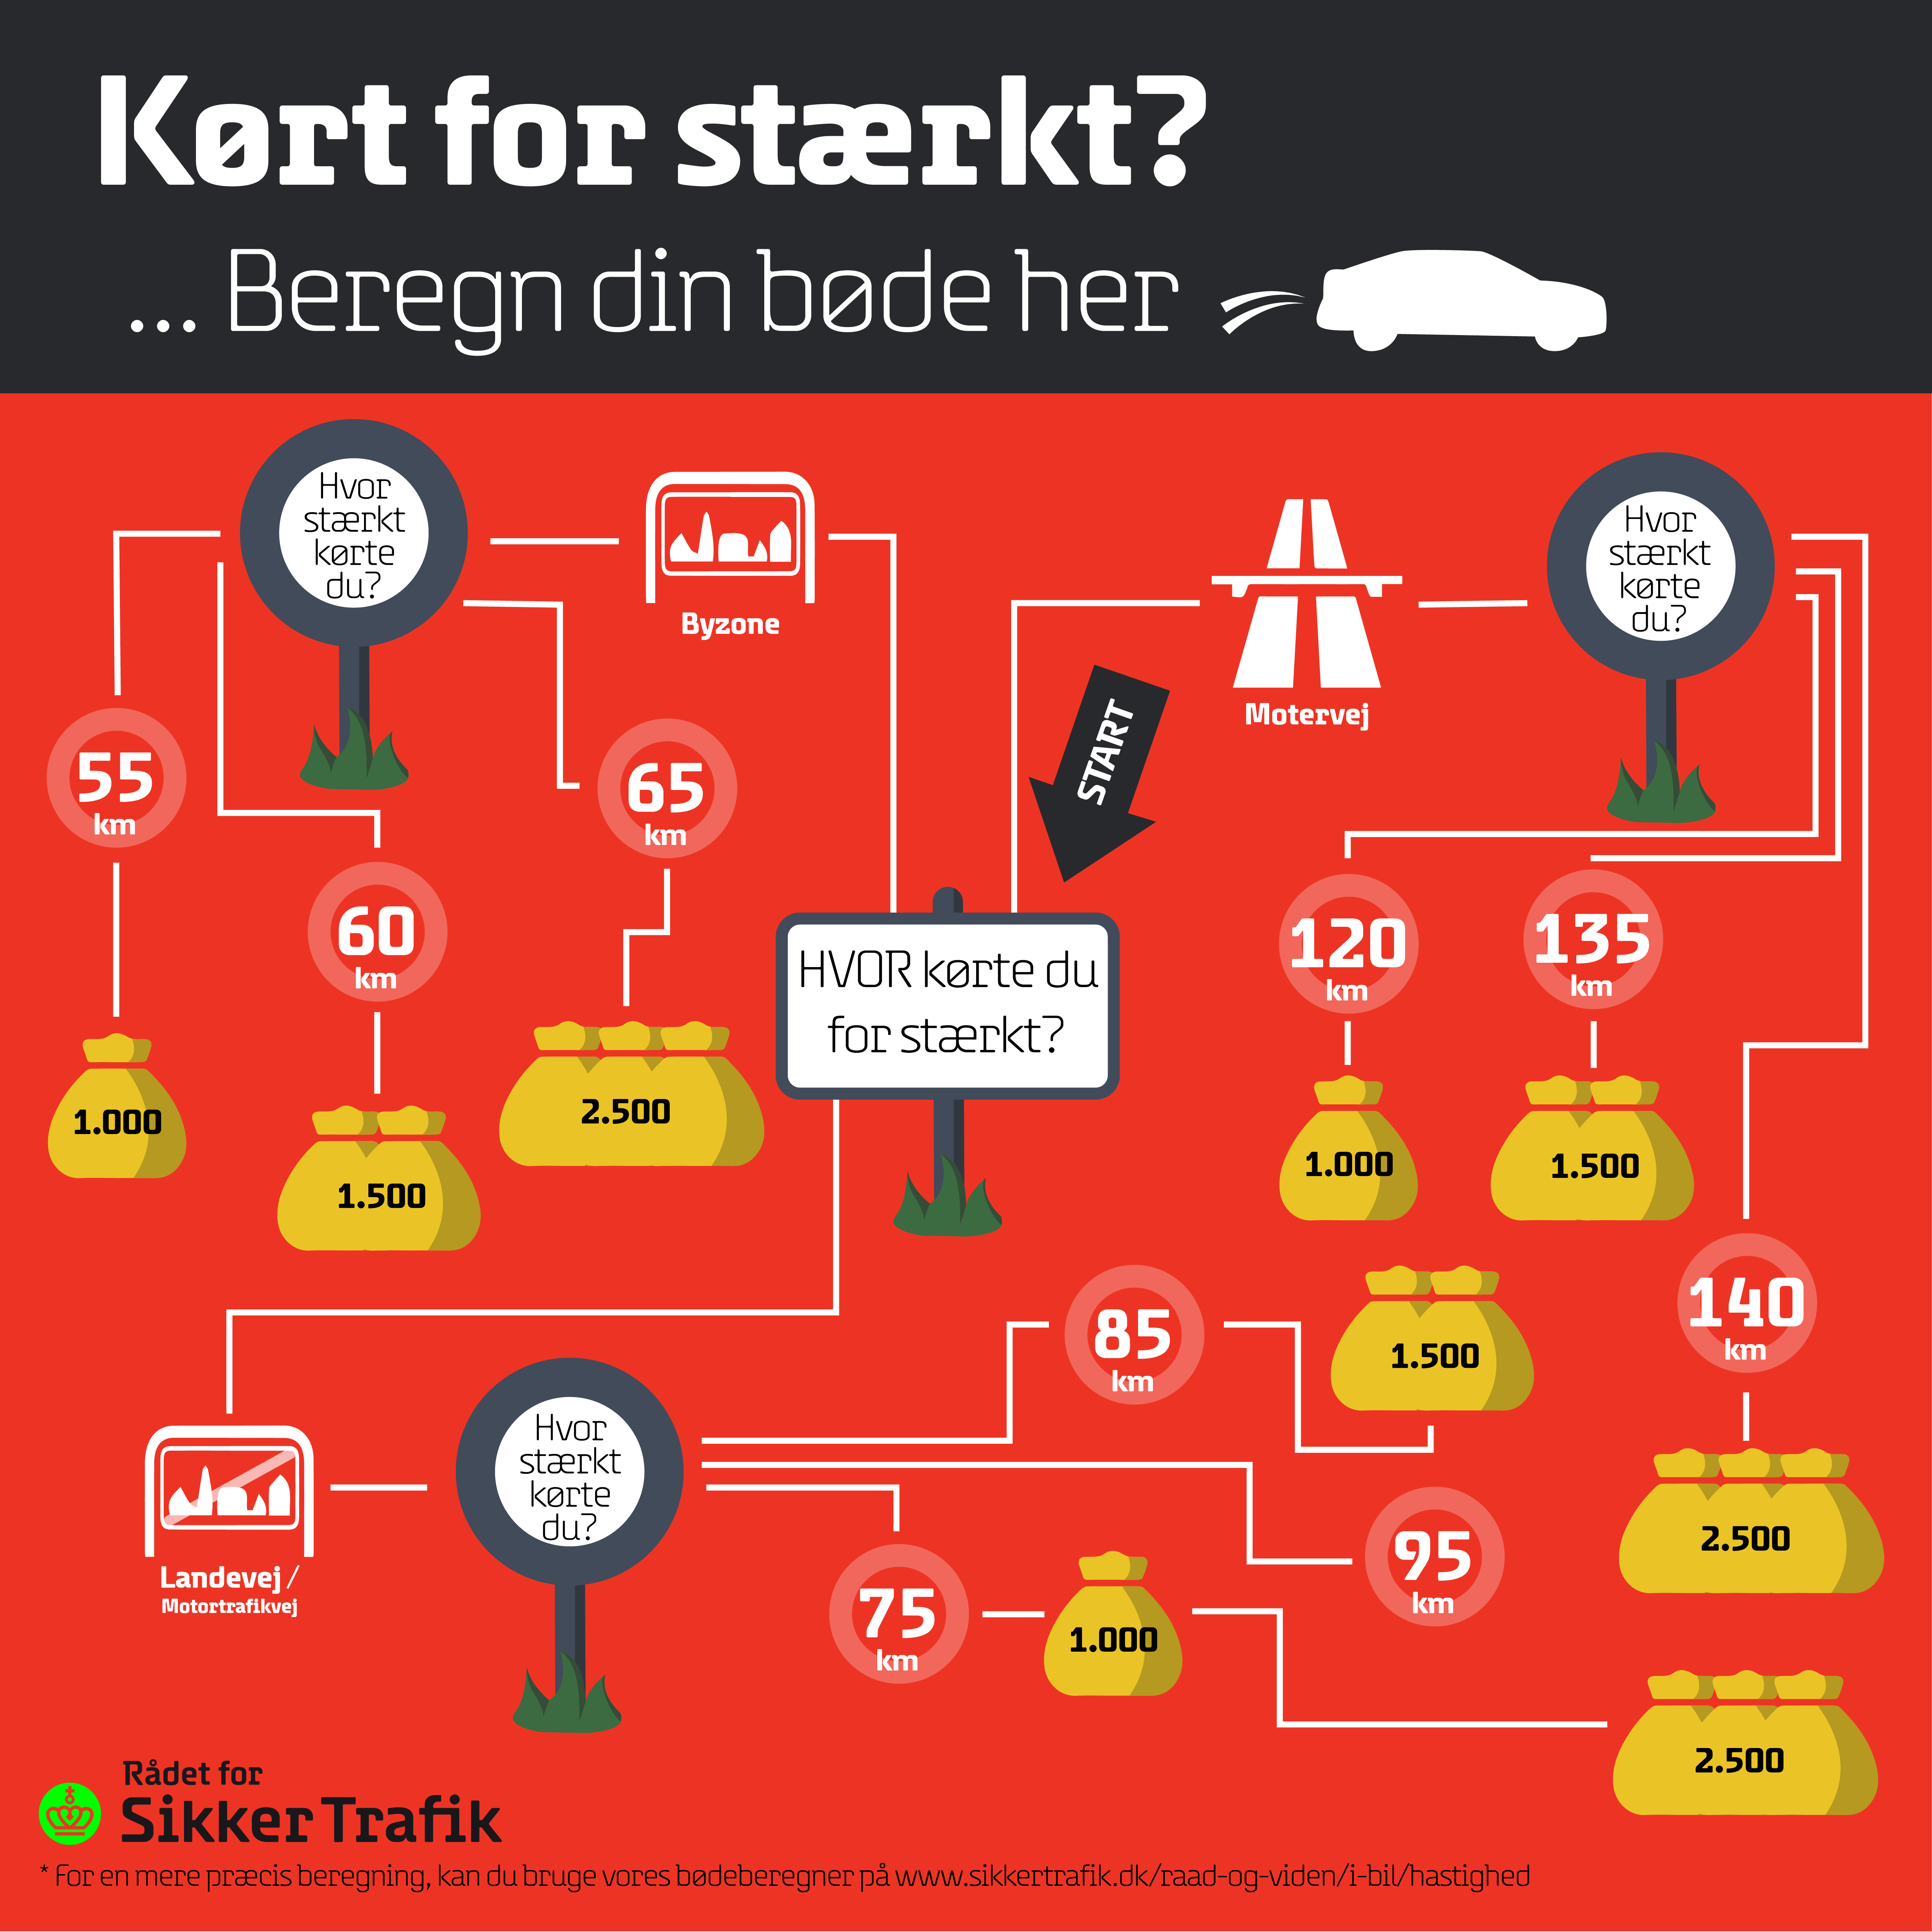 Kørt for stærkt?
... Beregn din bøde her
Hvor
stærkt
kørte
du?
Byzone
55
km
60
km
65
km
1.000
1.500
2.500
START
HVOR kørte du
for stærkt?
Motervej
Hvor
stærkt
kørte
du?
120
km
135
km
140
km
1.000
1.500
2.500
Landevej /
Motortrafikvej
Hvor
stærkt
kørte
du?
85
km
1.500
95
km
75
km
1.000
2.500
Rådet for
Sikker Trafik
* For en mere præcis beregning, kan du bruge vores bødeberegner på www.sikkertrafik.dk/raad-og-viden/i-bil/hastighed